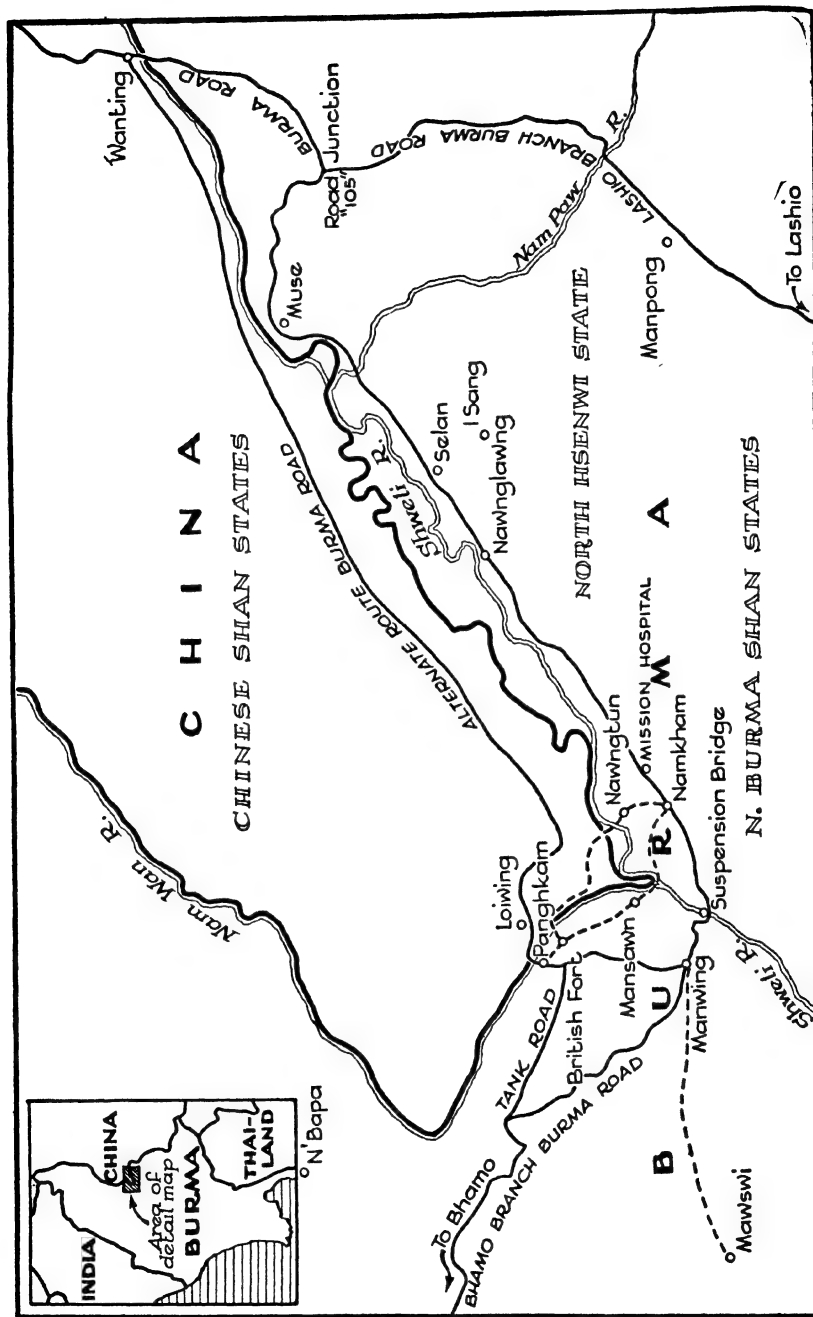 CHINA
CHINESE SHAN STATES
Nam Wan R.
Wanting
BURMA ROAD
Road Junction
"105"
LASHIO BRANCH BURMA ROAD
Muse
Nam Paw R.
ALTERNATE ROUTE BURMA ROAD
Shweli R.
Selan
I Sang
Nawnglawng
NORTH HSENWI STATE
Manpong
To Lashio
Loiwing
Panghkam
British Fort
Mansawn
Nawngtun
MISSION HOSPITAL
Namkham
Suspension Bridge
Manwing
Shweli R.
TANK ROAD
To Bhamo
BHAMO BRANCH BURMA ROAD
BURMA
N. BURMA SHAN STATES
Mawswi
N'Bapa
INDIA
CHINA
Area of
detail map
BURMA
THAI-
LAND